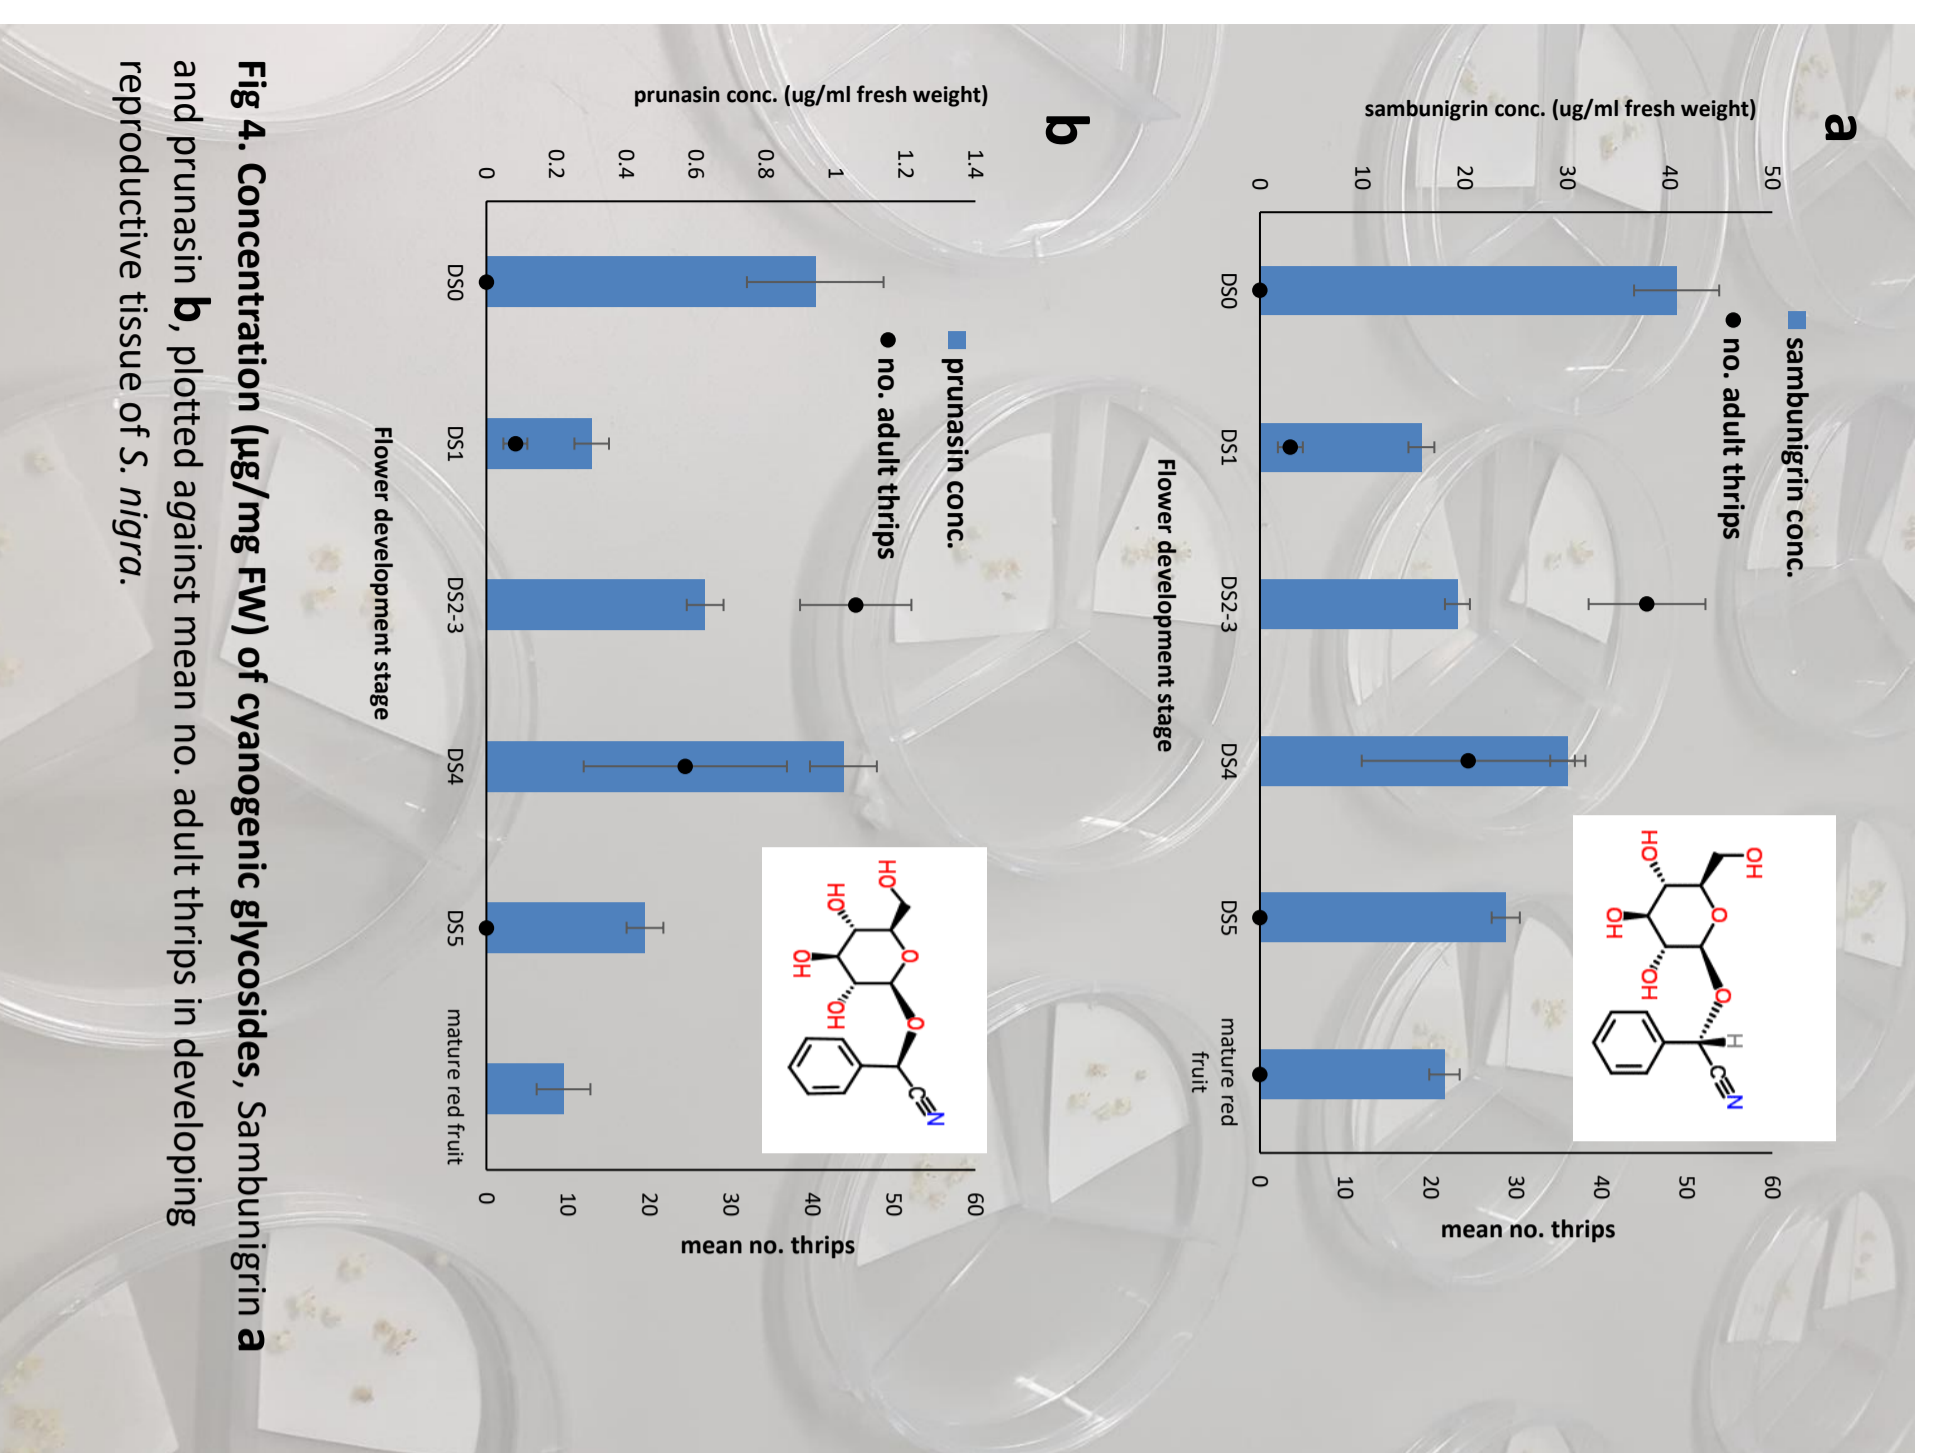 a
sambunigrin conc. (ug/ml fresh weight)
50
40
30
20
10
0
sambunigrin conc.
no. adult thrips
DS0
DS1
DS2-3
DS4
DS5
mature red
fruit
Flower development stage
60
50
40
30
20
10
0
mean no. thrips
OH
HO
O
OH
OH
O
H
C
N
b
prunasin conc. (ug/ml fresh weight)
1.4
1.2
1
0.8
0.6
0.4
0.2
0
prunasin conc.
no. adult thrips
DS0
DS1
DS2-3
DS4
DS5
mature red fruit
Flower development stage
60
50
40
30
20
10
0
mean no. thrips
HO
HO
O
OH
OH
O
C
N
Fig 4. Concentration (µg/mg FW) of cyanogenic glycosides, Sambunigrin a
and prunasin b, plotted against mean no. adult thrips in developing
reproductive tissue of S. nigra.